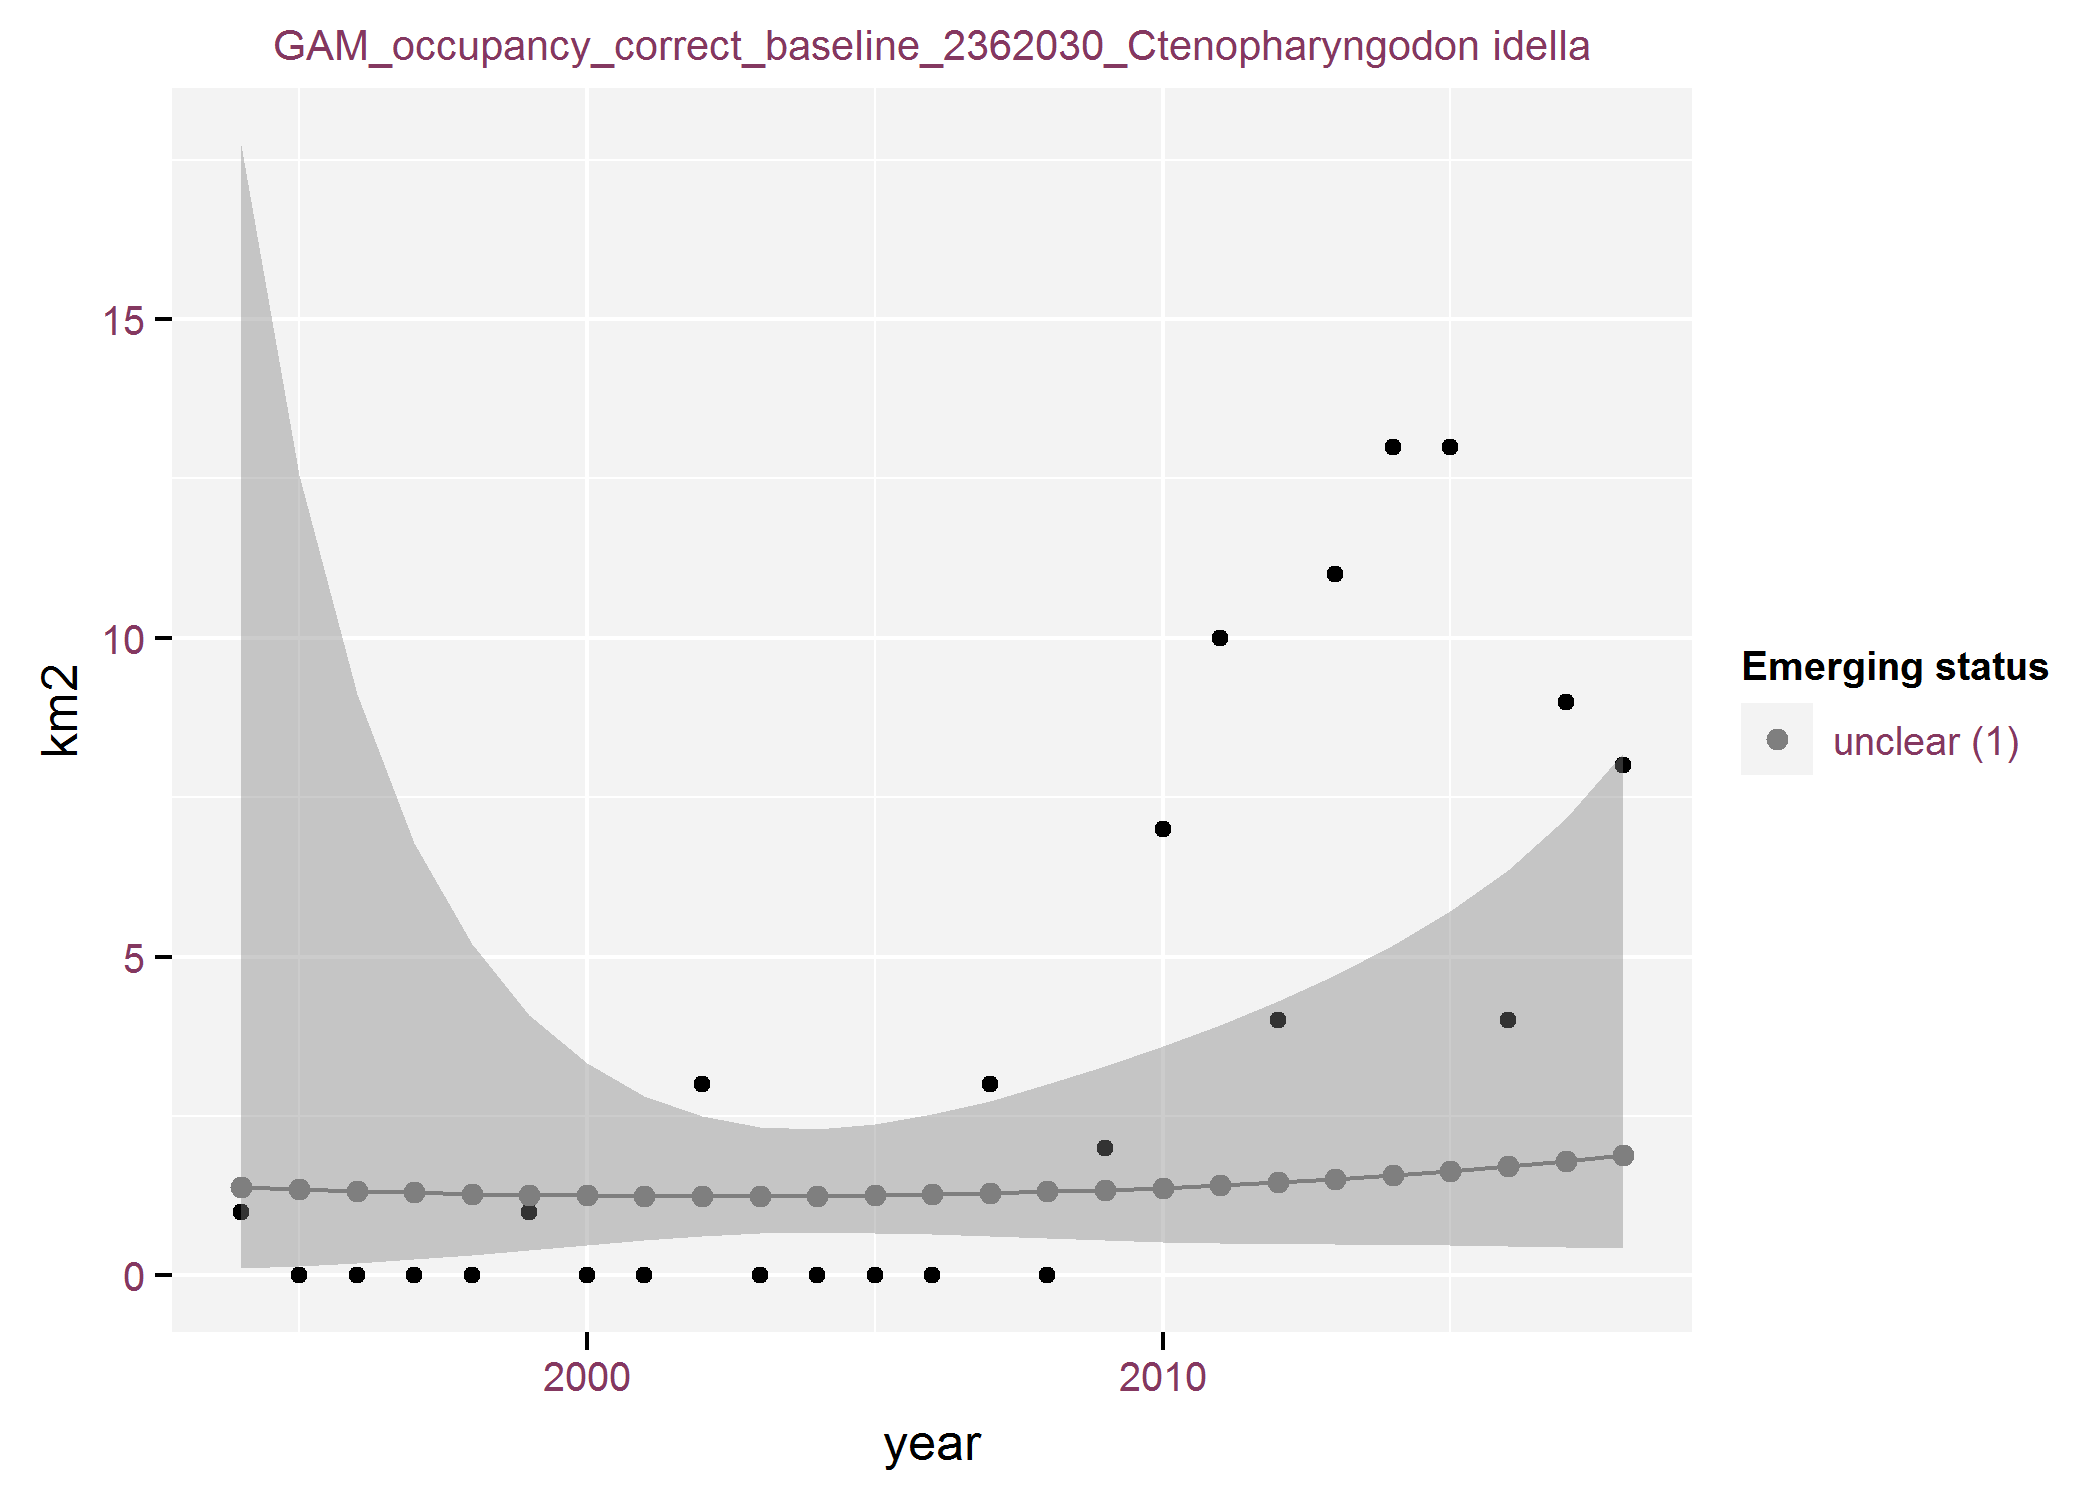 GAM_occupancy_correct_baseline_2362030_Ctenopharyngodon idella
15
10
5
0
km2
2000
2010
year
Emerging status
unclear (1)